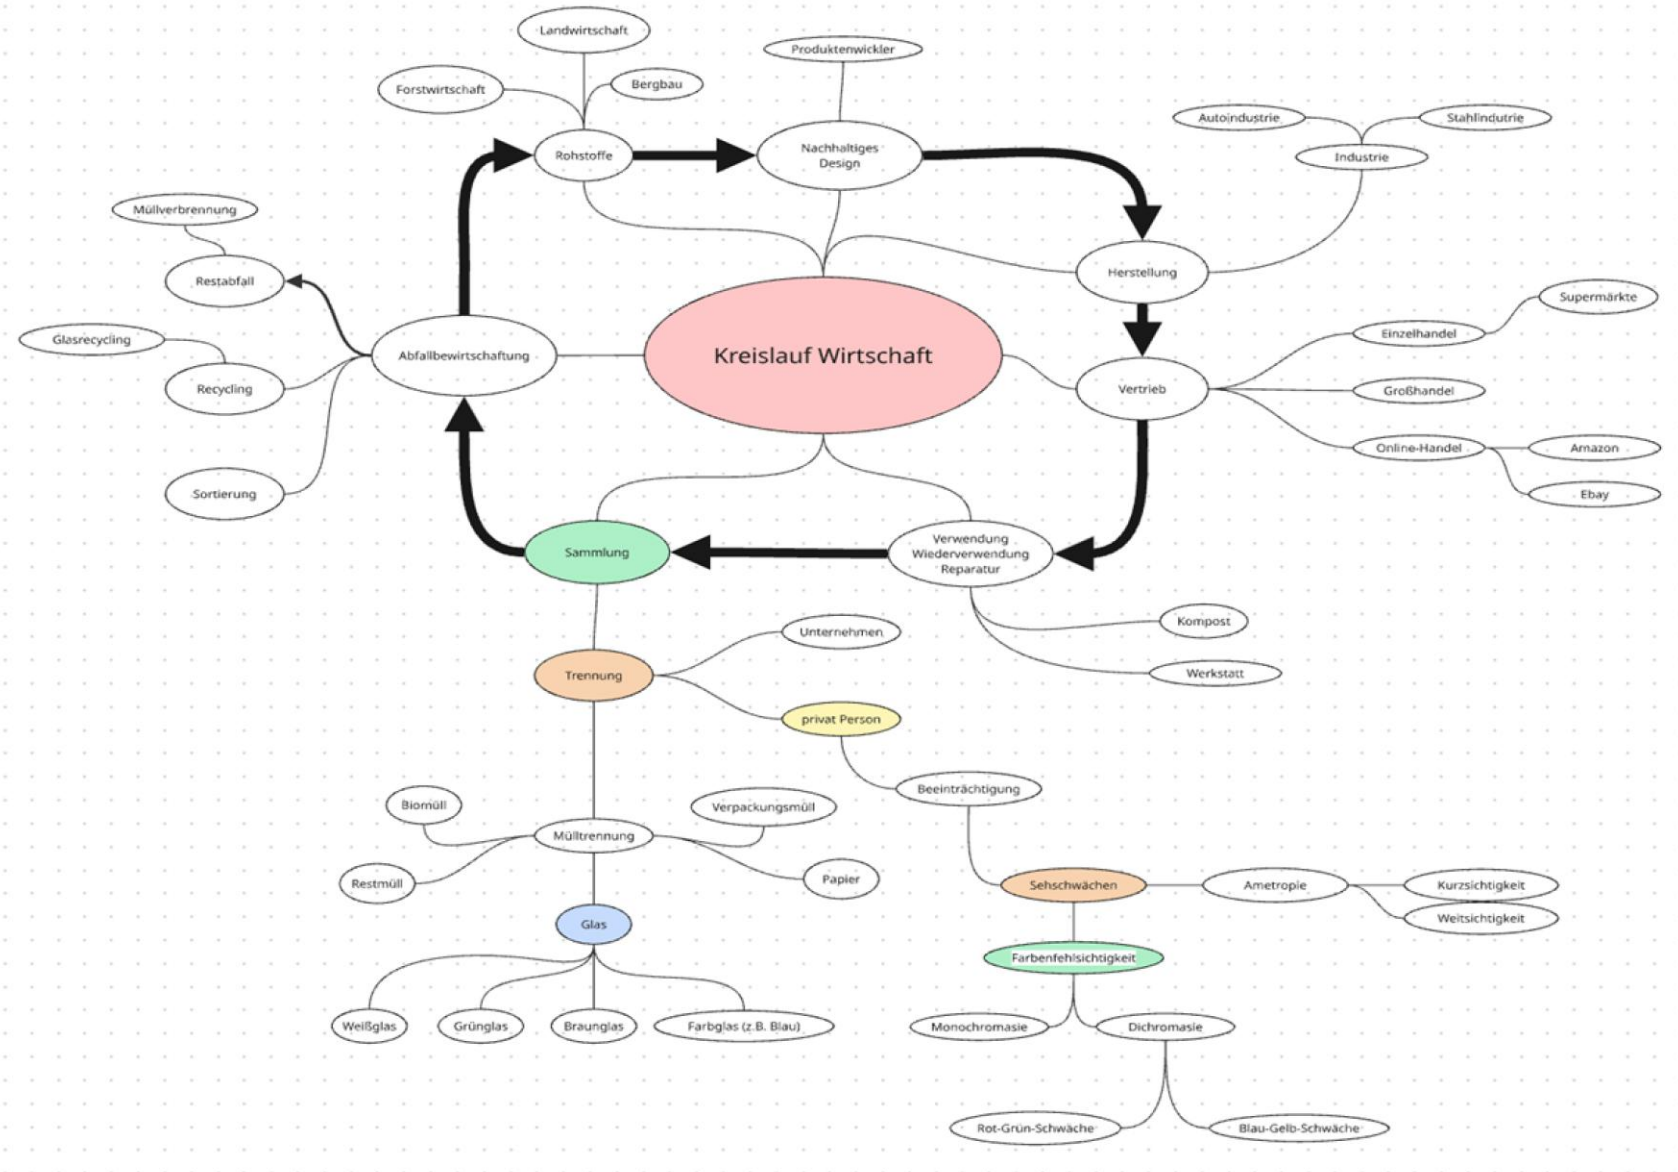 Landwirtschaft
Produktenwickler
Forstwirtschaft
Bergbau
Autoindustrie
Stahlindutrie
Rohstoffe
Nachhaltiges
Design
Industrie
Müllverbrennung
Restabfall
Herstellung
Supermärkte
Glasrecycling
Abfallbewirtschaftung
Kreislauf Wirtschaft
Einzelhandel
Recycling
Vertrieb
Großhandel
Online-Handel
Amazon
Sortierung
Ebay
Sammlung
Verwendung
Wiederverwendung
Reparatur
Unternehmen
Kompost
Trennung
Werkstatt
privat Person
Beeinträchtigung
Biomüll
Verpackungsmüll
Mülltrennung
Restmüll
Papier
Sehschwächen
Ametropie
Kurzsichtigkeit
Weitsichtigkeit
Glas
Farbenfehlsichtigkeit
Weißglas
Grünglas
Braunglas
Farbglas (z.B. Blau)
Monochromasie
Dichromasie
Rot-Grün-Schwäche
Blau-Gelb-Schwäche